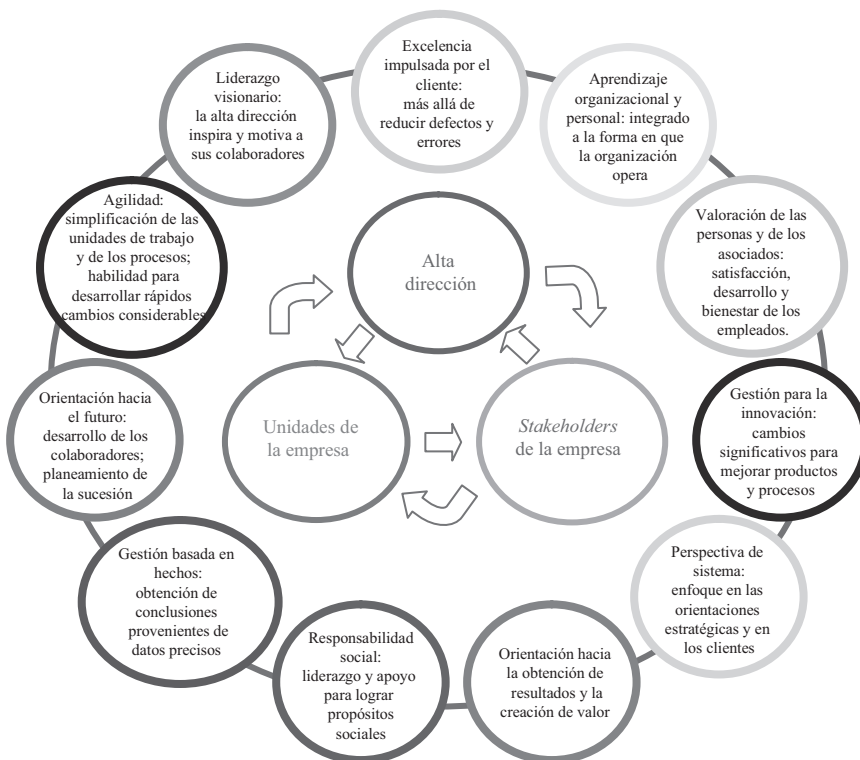 Excelencia
impulsada por el
cliente:
más allá de
reducir defectos y
errores
Aprendizaje
organizacional y
personal: integrado
a la forma en que
la organización
opera
Valoración de las
personas y de los
asociados:
satisfacción,
desarrollo y
bienestar de los
empleados.
Gestión para la
innovación:
cambios
significativos para
mejorar productos
y procesos
Perspectiva de
sistema:
enfoque en las
orientaciones
estratégicas y en
los clientes
Orientación hacia
la obtención de
resultados y la
creación de valor
Responsabilidad
social:
liderazgo y apoyo
para lograr
propósitos
sociales
Gestión basada en
hechos:
obtención de
conclusiones
provenientes de
datos precisos
Orientación hacia
el futuro:
desarrollo de los
colaboradores;
planeamiento de
la sucesión
Agilidad:
simplificación de las
unidades de trabajo
y de los procesos;
habilidad para
desarrollar rápidos
cambios considerables
Liderazgo
visionario:
la alta dirección
inspira y motiva a
sus colaboradores
Alta
dirección
Unidades de
la empresa
Stakeholders
de la empresa